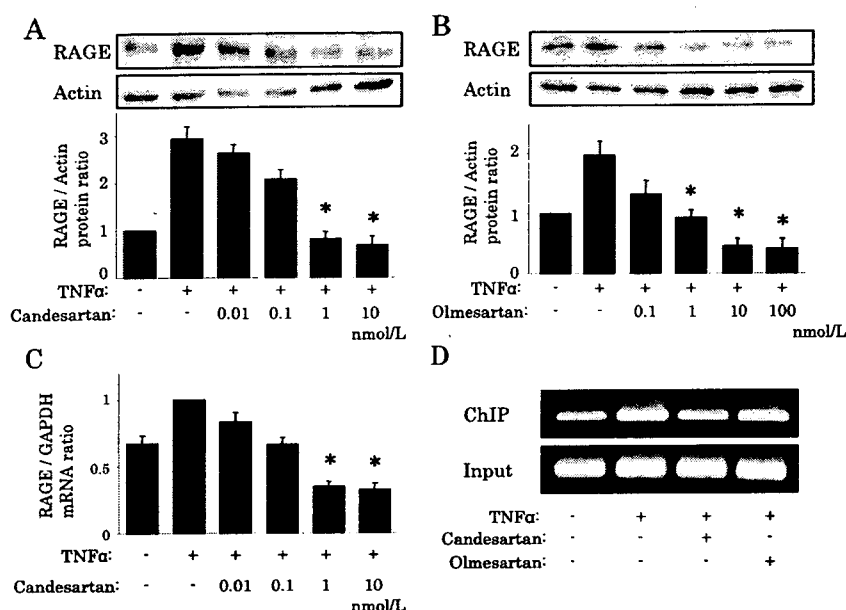 A
RAGE
Actin
RAGE / Actin
protein ratio
3
2
1
0
TNFα: - + + + + +
Candesartan: - - 0.01 0.1 1 10
nmol/L
* *
B
RAGE
Actin
RAGE / Actin
protein ratio
2
1
0
TNFα: - + + + + +
Olmesartan: - - 0.1 1 10 100
nmol/L
* * *
C
RAGE / GAPDH
mRNA ratio
1
0.5
0
TNFα: - + + + + +
Candesartan: - - 0.01 0.1 1 10
nmol/L
* *
D
ChIP
Input
TNFα: - + + +
Candesartan: - - + -
Olmesartan: - - - +